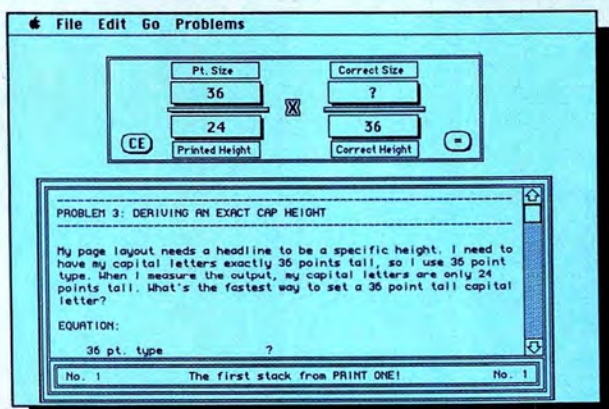 File Edit Go Problems
Pt. Size Correct Size
36 ?
X
24 36
CE Printed Height Correct Height =
PROBLEM 3: DERIVING AN EXACT CAP HEIGHT
My page layout needs a headline to be a specific height. I need to
have my capital letters exactly 36 points tall, so I use 36 point
type. When I measure the output, my capital letters are only 24
points tall. What's the fastest way to set a 36 point tall capital
letter?
EQUATION:
36 pt. type ?
No. 1 The first stack from PRINT ONE! No. 1